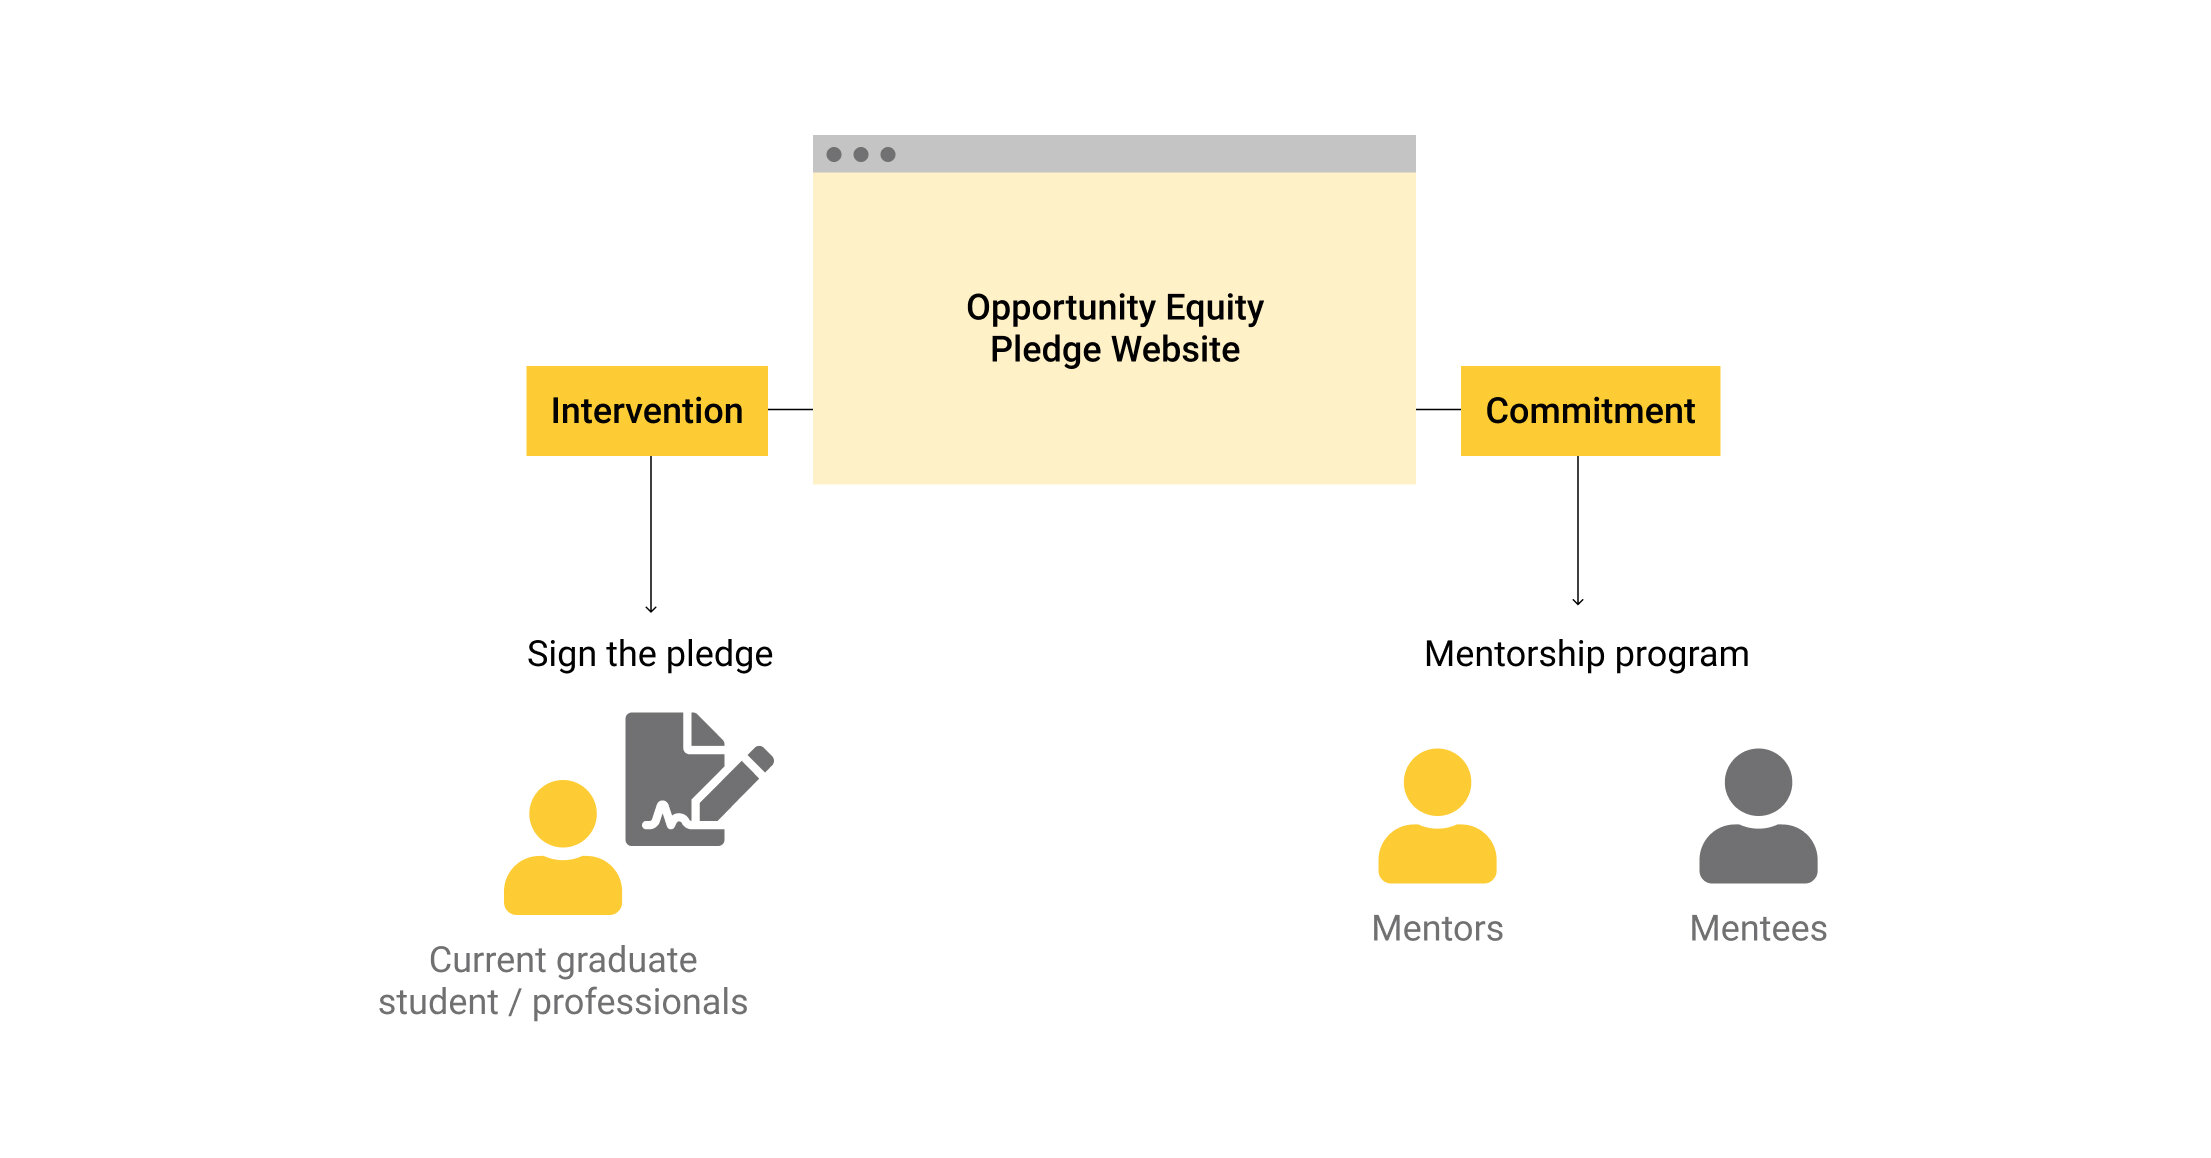 Opportunity Equity
Pledge Website
Intervention
Commitment
Sign the pledge
Mentorship program
Mentors
Mentees
Current graduate
student / professionals